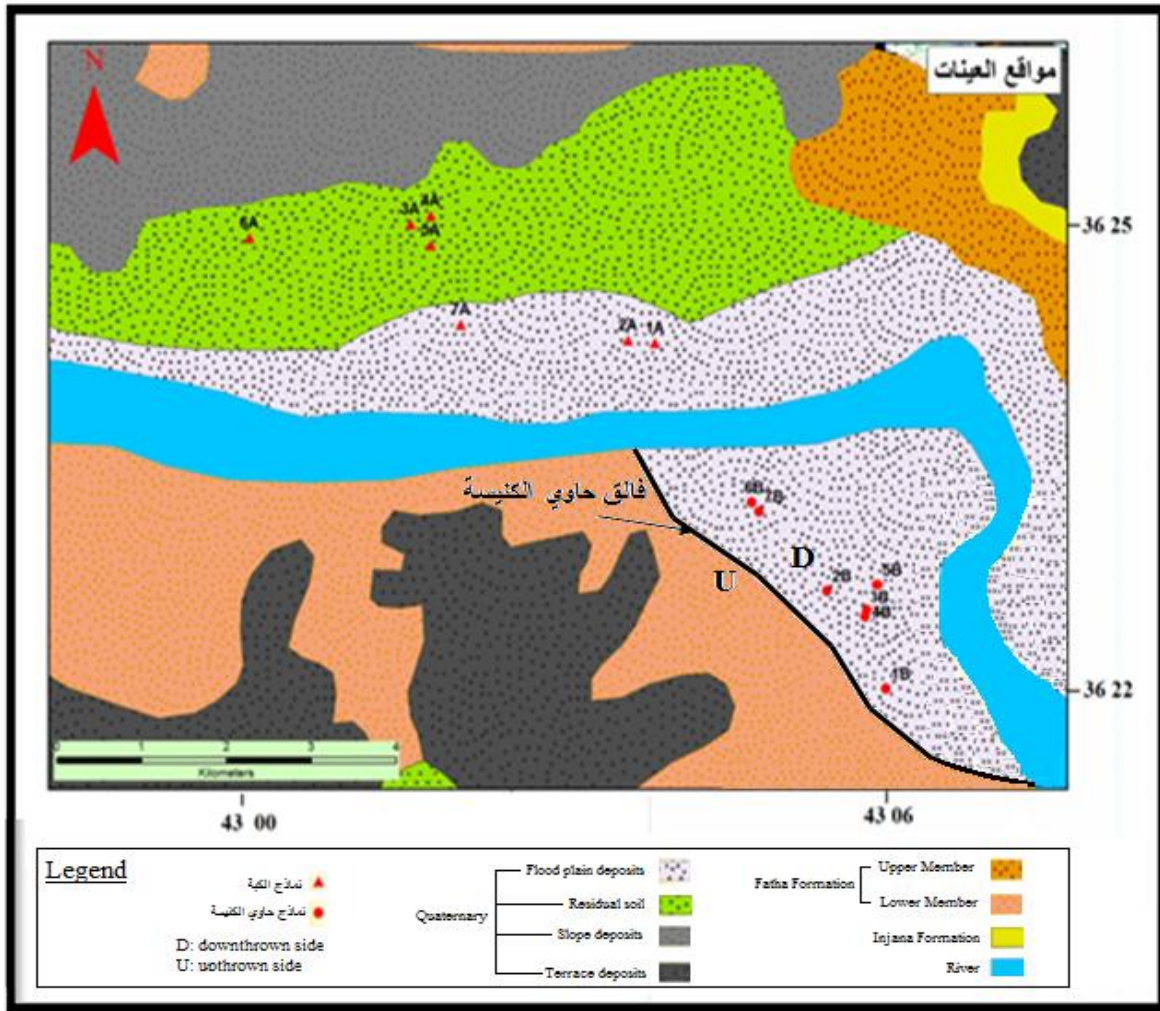 مواقع العينات
N
4A
3A
5A
6A
36 25
7A
2A
1A
فالق حاوي الكنيسة
6B
7B
D
U
2B
5B
3B
4B
1B
36 22
0 1 2 3 4
Kilometers
43 00
43 06
Legend
نماذج الكبة
نماذج حاوي الكنيسة
D: downthrown side
U: upthrown side
Quaternary
Flood plain deposits
Residual soil
Slope deposits
Terrace deposits
Fatha Formation
Upper Member
Lower Member
Injana Formation
River